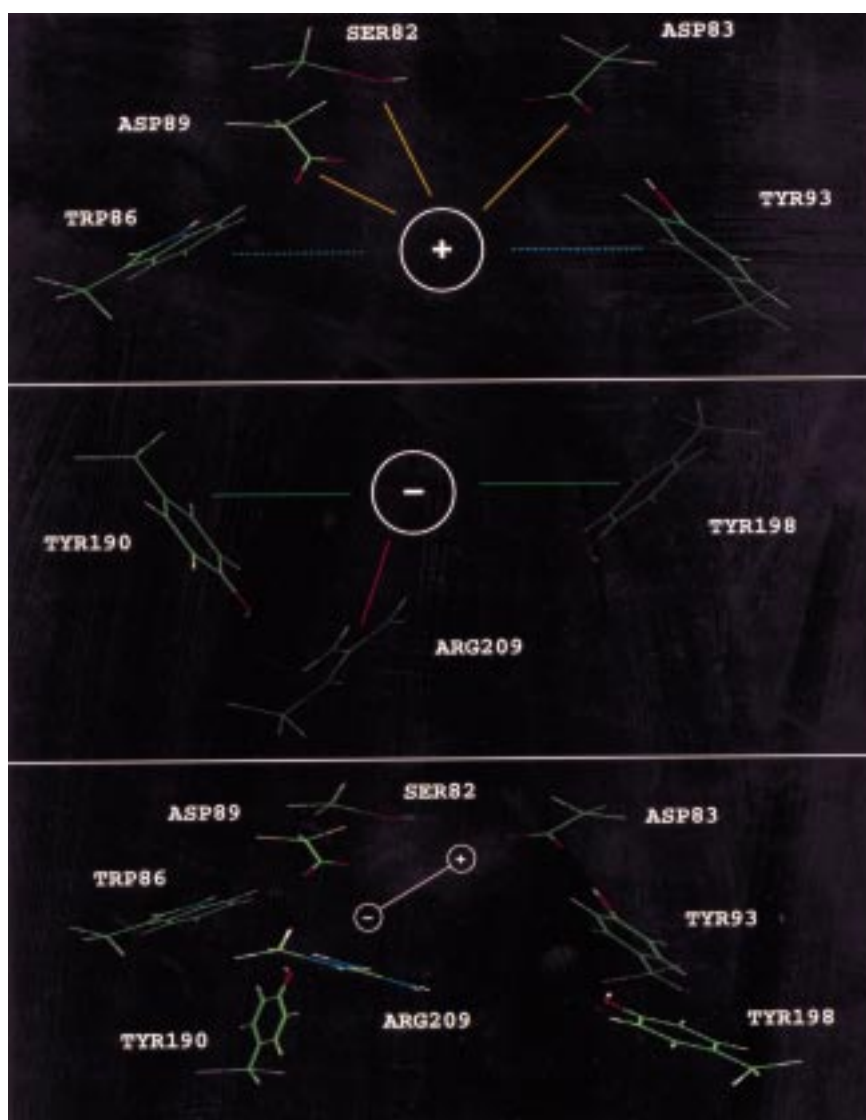 SER82
ASP83
ASP89
TRP86
TYR93
+
-
TYR190
TYR198
ARG209
SER82
ASP89
ASP83
+
TRP86
-
TYR93
ARG209
TYR190
TYR198